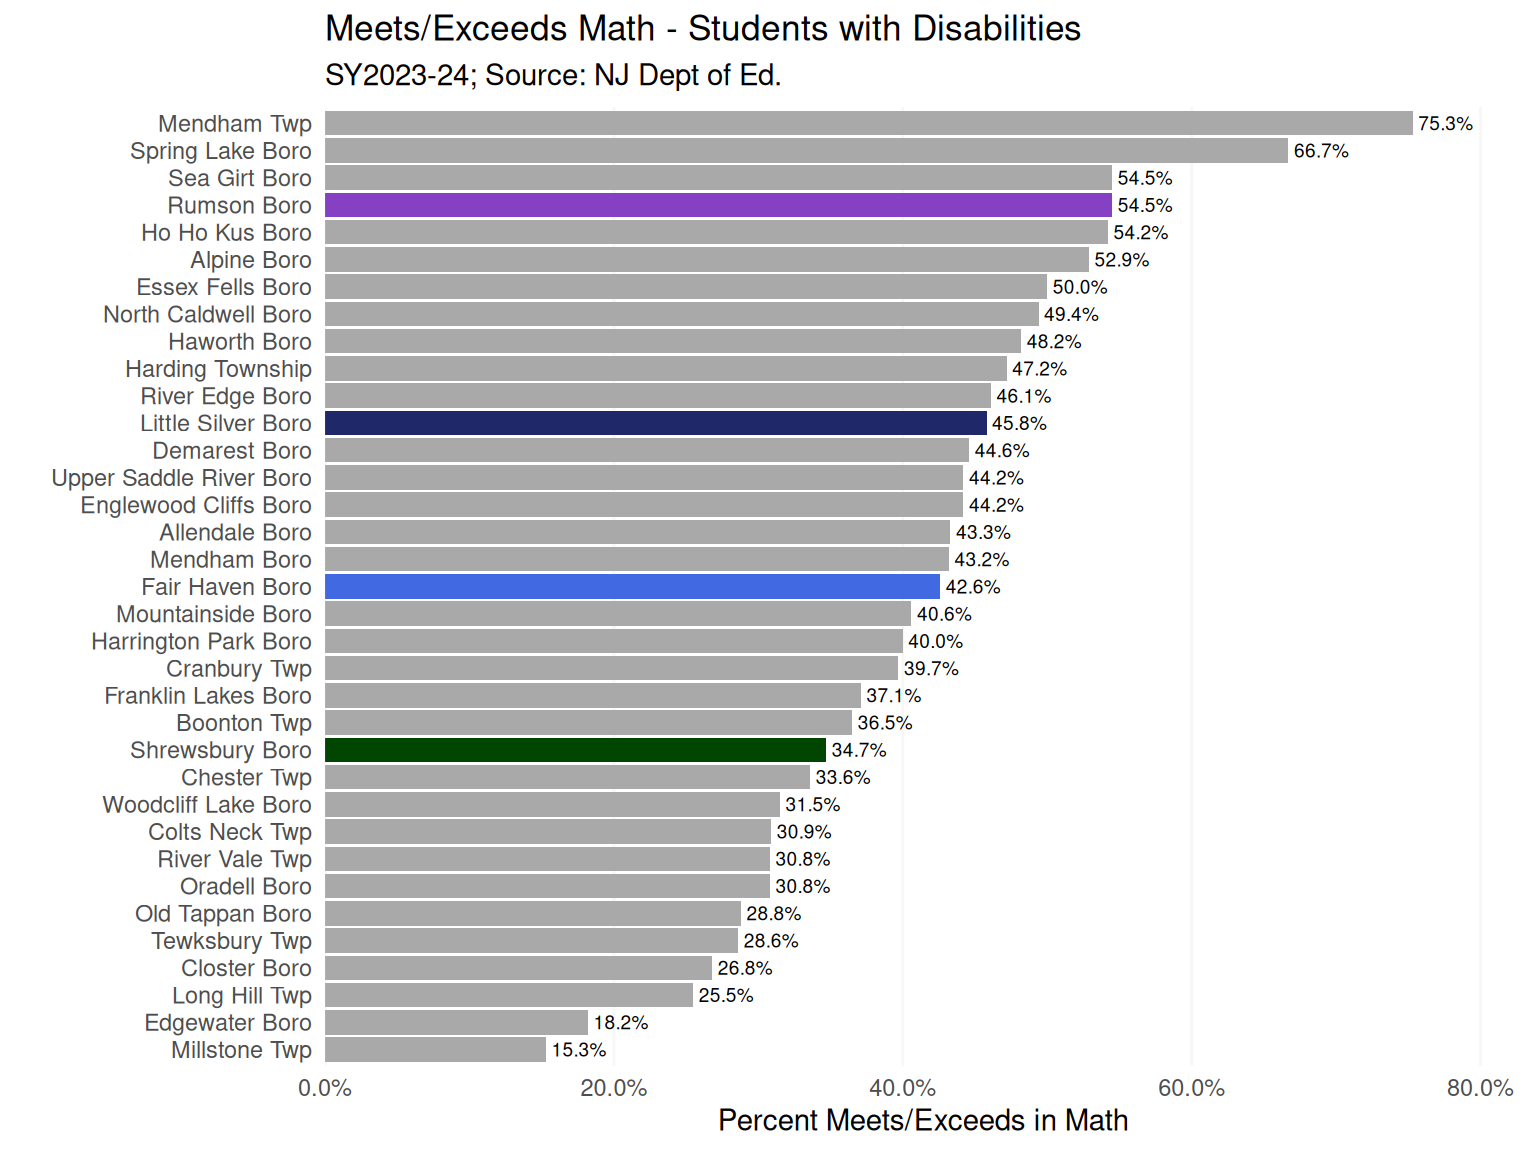 Meets/Exceeds Math - Students with Disabilities
SY2023-24; Source: NJ Dept of Ed.
Mendham Twp 75.3%
Spring Lake Boro 66.7%
Sea Girt Boro 54.5%
Rumson Boro 54.5%
Ho Ho Kus Boro 54.2%
Alpine Boro 52.9%
Essex Fells Boro 50.0%
North Caldwell Boro 49.4%
Haworth Boro 48.2%
Harding Township 47.2%
River Edge Boro 46.1%
Little Silver Boro 45.8%
Demarest Boro 44.6%
Upper Saddle River Boro 44.2%
Englewood Cliffs Boro 44.2%
Allendale Boro 43.3%
Mendham Boro 43.2%
Fair Haven Boro 42.6%
Mountainside Boro 40.6%
Harrington Park Boro 40.0%
Cranbury Twp 39.7%
Franklin Lakes Boro 37.1%
Boonton Twp 36.5%
Shrewsbury Boro 34.7%
Chester Twp 33.6%
Woodcliff Lake Boro 31.5%
Colts Neck Twp 30.9%
River Vale Twp 30.8%
Oradell Boro 30.8%
Old Tappan Boro 28.8%
Tewksbury Twp 28.6%
Closter Boro 26.8%
Long Hill Twp 25.5%
Edgewater Boro 18.2%
Millstone Twp 15.3%
0.0% 20.0% 40.0% 60.0% 80.0%
Percent Meets/Exceeds in Math